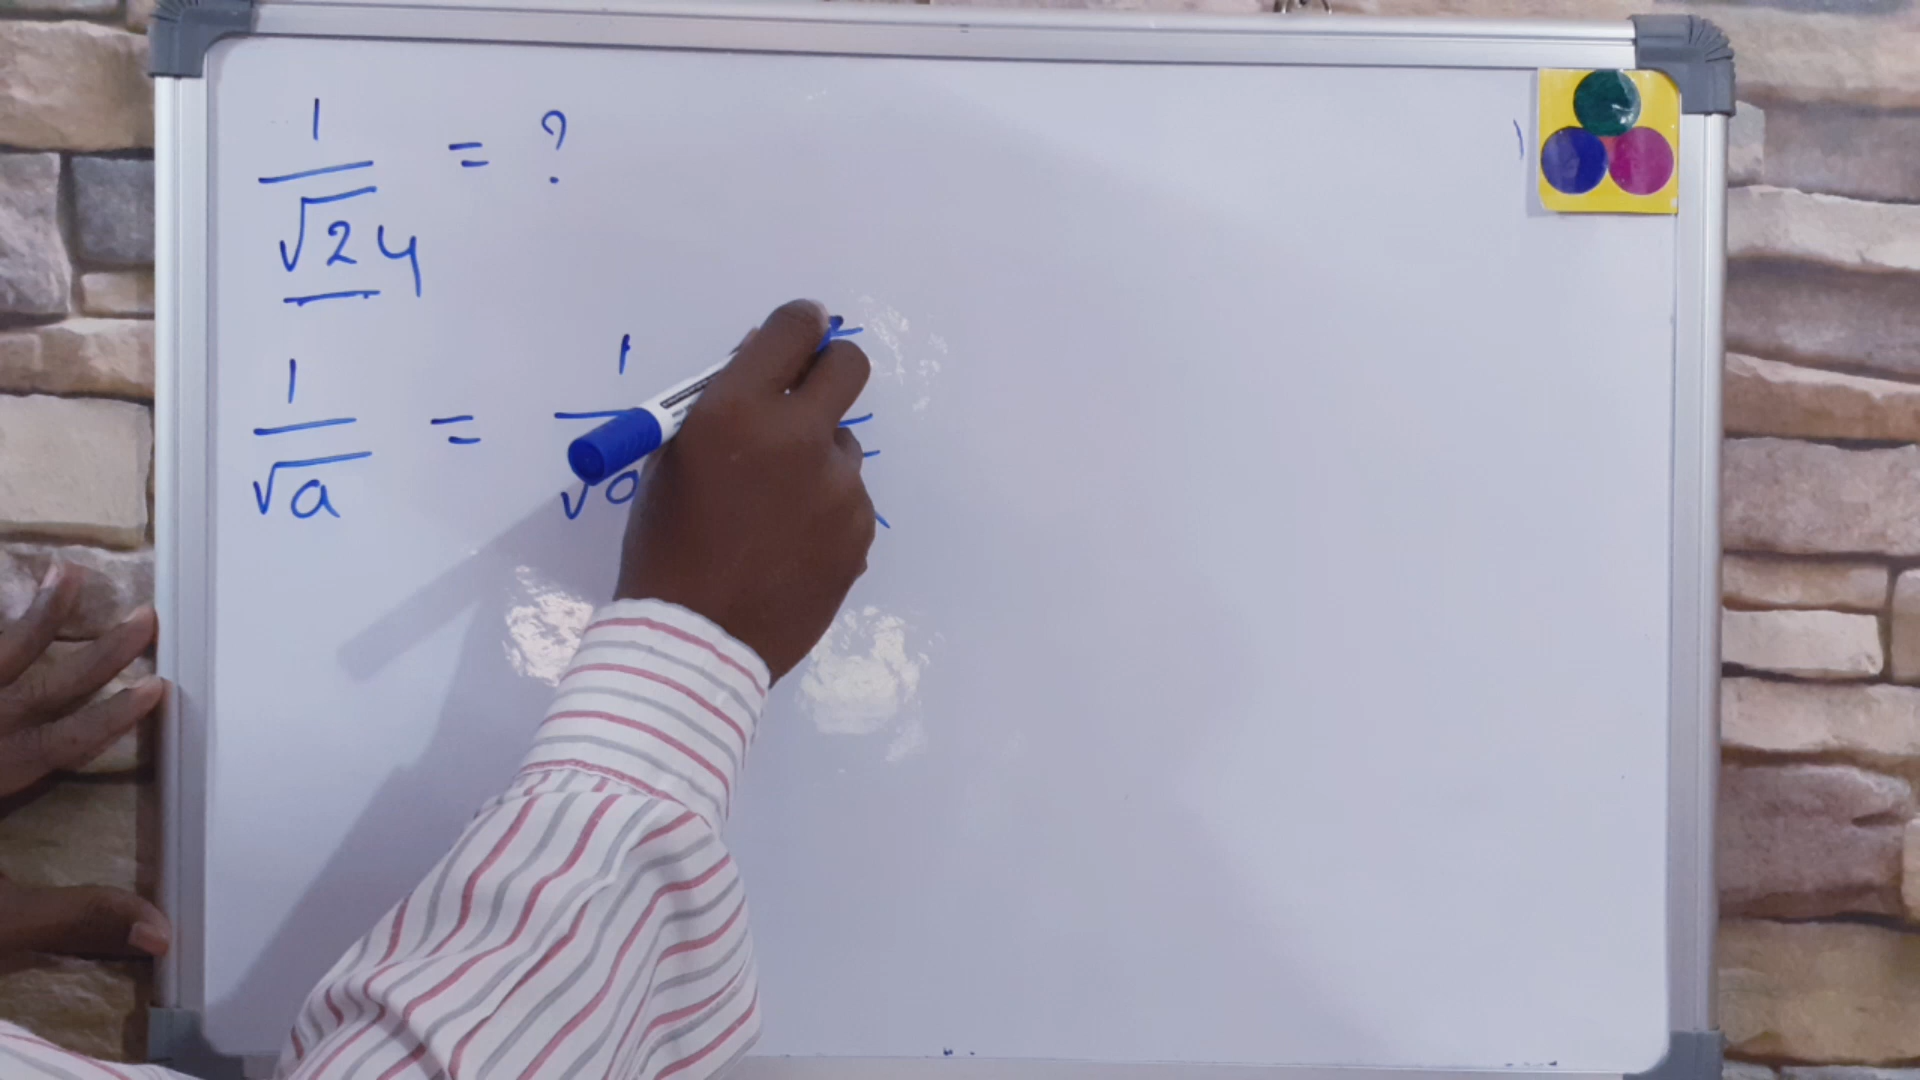 1/√24 = ?
1/√a = 1/√a